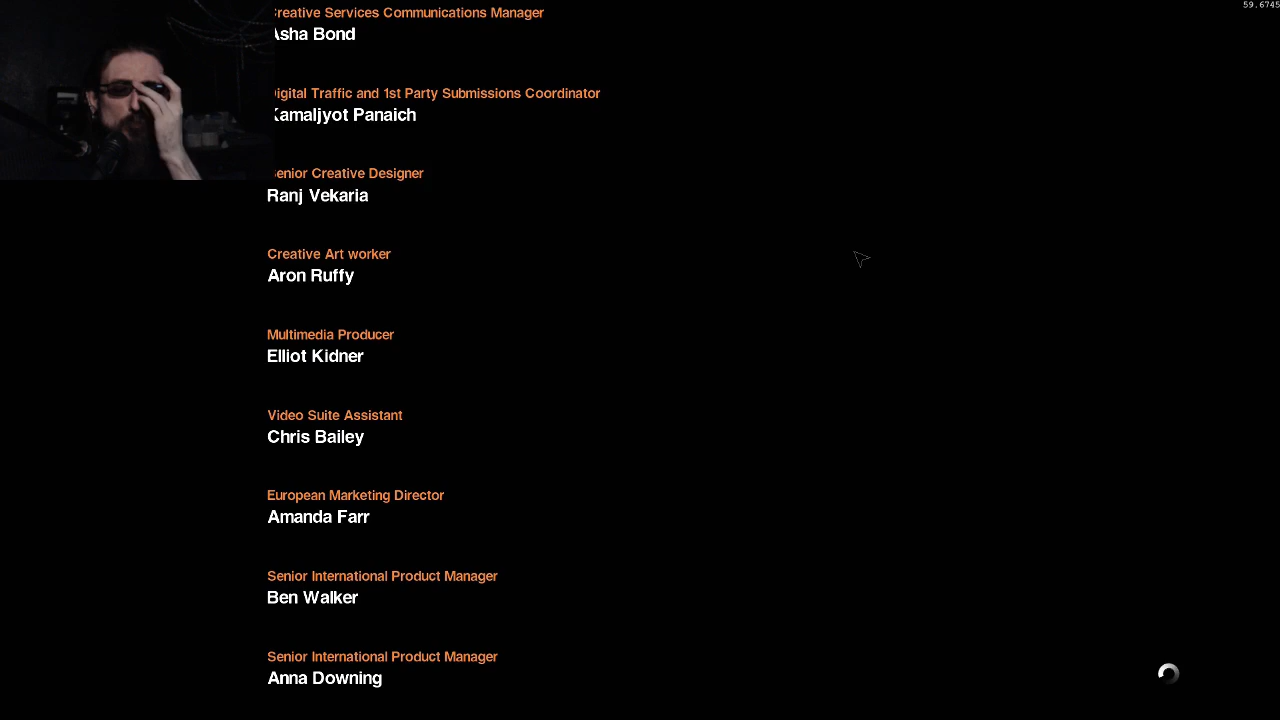 Creative Services Communications Manager
Asha Bond
Digital Traffic and 1st Party Submissions Coordinator
Kamaljyot Panaich
Senior Creative Designer
Ranj Vekaria
Creative Art worker
Aron Ruffy
Multimedia Producer
Elliot Kidner
Video Suite Assistant
Chris Bailey
European Marketing Director
Amanda Farr
Senior International Product Manager
Ben Walker
Senior International Product Manager
Anna Downing
59.6745